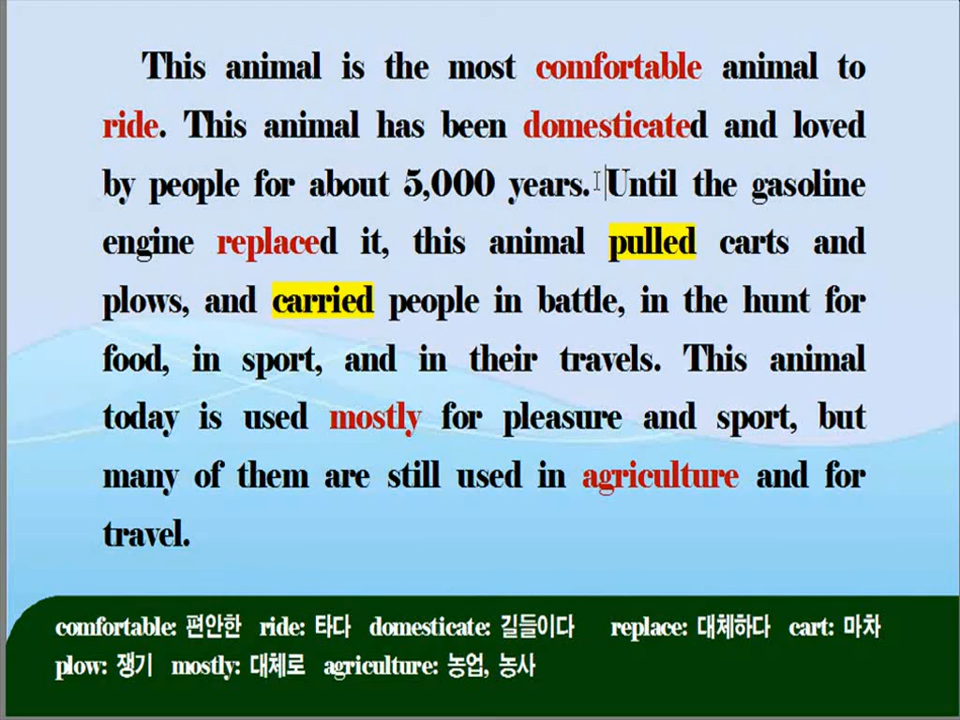 This animal is the most comfortable animal to
ride. This animal has been domesticated and loved
by people for about 5,000 years. Until the gasoline
engine replaced it, this animal pulled carts and
plows, and carried people in battle, in the hunt for
food, in sport, and in their travels. This animal
today is used mostly for pleasure and sport, but
many of them are still used in agriculture and for
travel.
comfortable: 편안한 ride: 타다 domesticate: 길들이다 replace: 대체하다 cart: 마차
plow: 쟁기 mostly: 대체로 agriculture: 농업, 농사